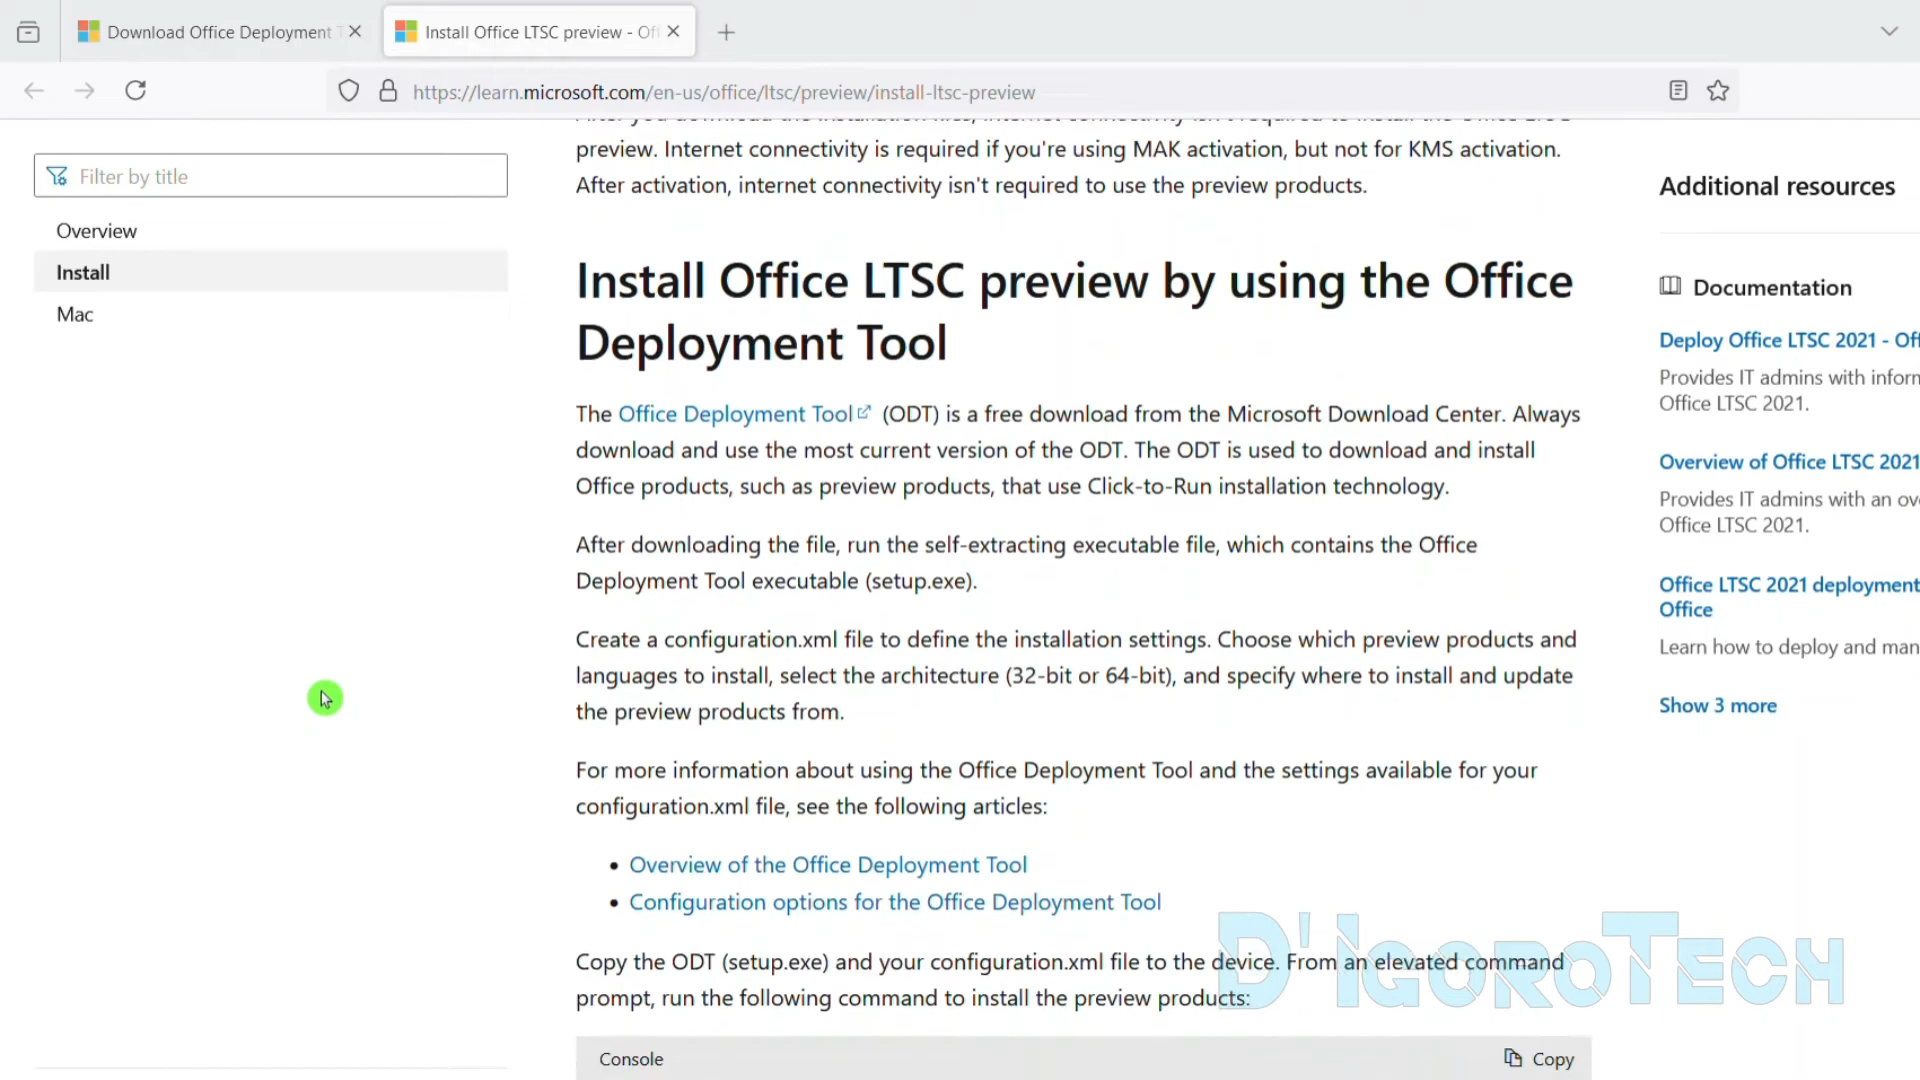 Download Office Deployment T
Install Office LTSC preview - Off
https://learn.microsoft.com/en-us/office/ltsc/preview/install-ltsc-preview
Filter by title
Overview
Install
Mac
preview. Internet connectivity is required if you're using MAK activation, but not for KMS activation.
After activation, internet connectivity isn't required to use the preview products.
Install Office LTSC preview by using the Office
Deployment Tool
The Office Deployment Tool (ODT) is a free download from the Microsoft Download Center. Always
download and use the most current version of the ODT. The ODT is used to download and install
Office products, such as preview products, that use Click-to-Run installation technology.
After downloading the file, run the self-extracting executable file, which contains the Office
Deployment Tool executable (setup.exe).
Create a configuration.xml file to define the installation settings. Choose which preview products and
languages to install, select the architecture (32-bit or 64-bit), and specify where to install and update
the preview products from.
For more information about using the Office Deployment Tool and the settings available for your
configuration.xml file, see the following articles:
• Overview of the Office Deployment Tool
• Configuration options for the Office Deployment Tool
Copy the ODT (setup.exe) and your configuration.xml file to the device. From an elevated command
prompt, run the following command to install the preview products:
Console
Copy
Additional resources
Documentation
Deploy Office LTSC 2021 - Off
Provides IT admins with inform
Office LTSC 2021.
Overview of Office LTSC 2021
Provides IT admins with an ov
Office LTSC 2021.
Office LTSC 2021 deployment
Office
Learn how to deploy and man
Show 3 more
D'IGOROTECH